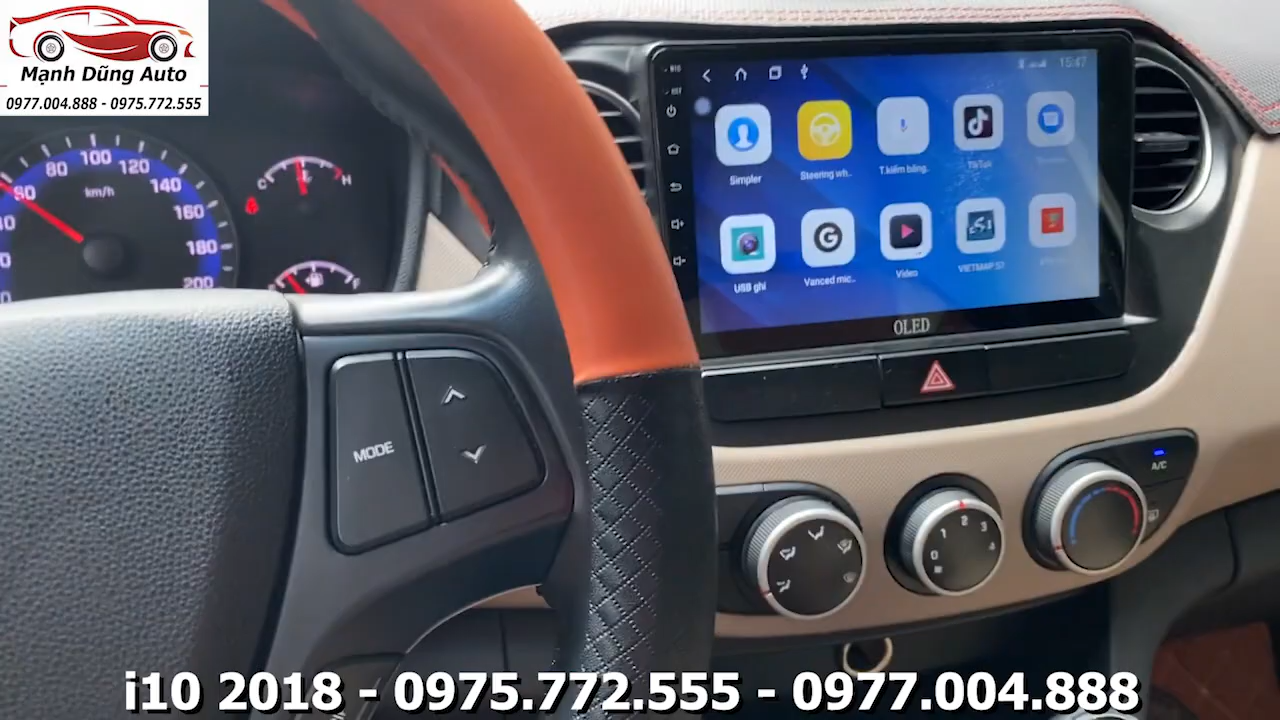 Mạnh Dũng Auto
0977.004.888 - 0975.772.555
15:47
Simpler
Steering wh..
T.kiếm bằng.
TikTok
USB ghi
Vanced mic..
Video
VIETMAP S1
OLED
80
100
120
140
160
180
200
60
km/h
C
H
F
MODE
A/C
0
1
2
3
4
i10 2018 - 0975.772.555 - 0977.004.888